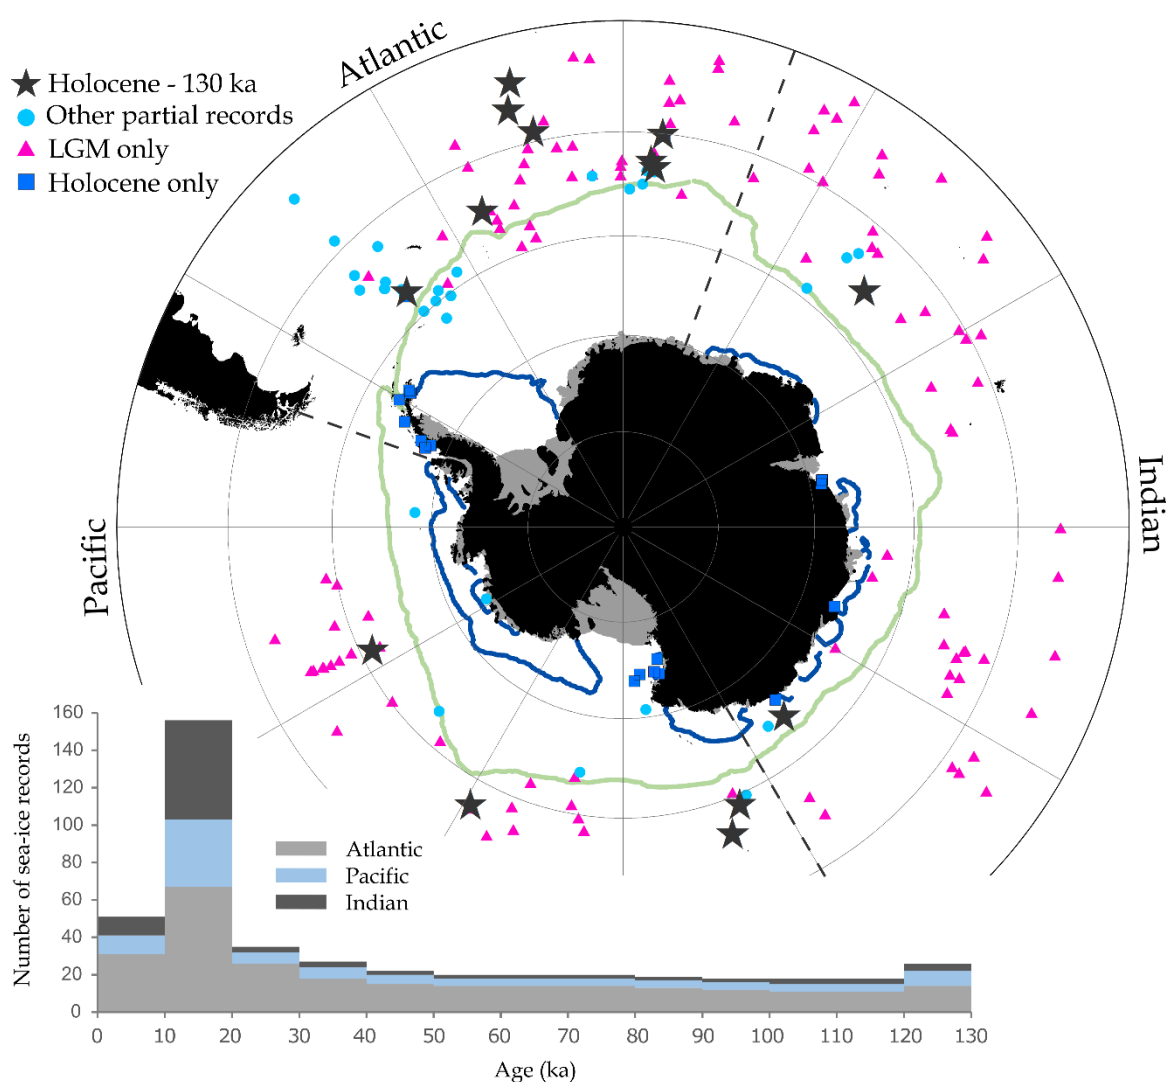 Atlantic
Holocene - 130 ka
Other partial records
LGM only
Holocene only
Indian
Pacific
Number of sea-ice records
160
140
120
100
80
60
40
20
0
Atlantic
Pacific
Indian
0 10 20 30 40 50 60 70 80 90 100 110 120 130
Age (ka)